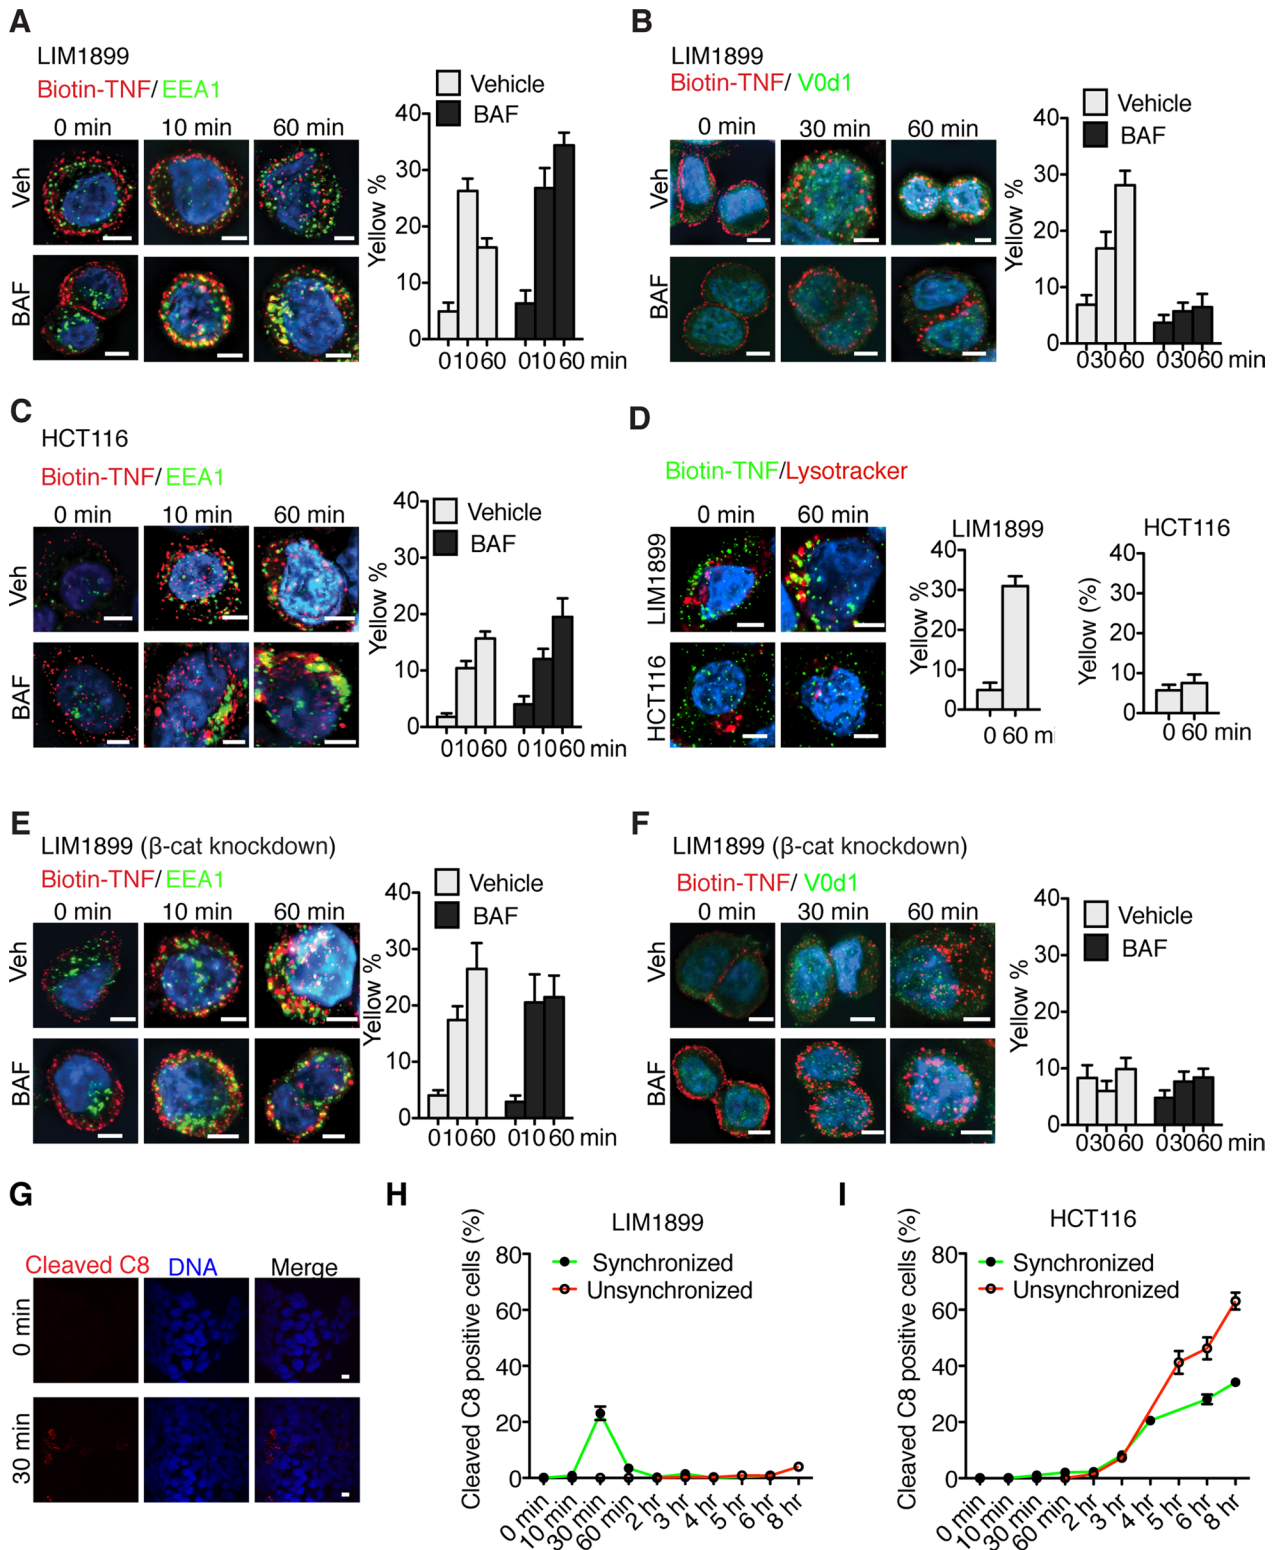 A
LIM1899
Biotin-TNF/ EEA1
0 min 10 min 60 min
Veh
BAF
Vehicle
BAF
Yellow %
40
30
20
10
0
0 10 60 0 10 60 min
B
LIM1899
Biotin-TNF/ V0d1
0 min 30 min 60 min
Veh
BAF
Vehicle
BAF
Yellow %
40
30
20
10
0
0 30 60 0 30 60 min
C
HCT116
Biotin-TNF/ EEA1
0 min 10 min 60 min
Veh
BAF
Vehicle
BAF
Yellow %
40
30
20
10
0
0 10 60 0 10 60 min
D
Biotin-TNF/Lysotracker
0 min 60 min
LIM1899
HCT116
LIM1899
Yellow %
40
30
20
10
0
0 60 mi
HCT116
Yellow (%)
40
30
20
10
0
0 60 min
E
LIM1899 (β-cat knockdown)
Biotin-TNF/ EEA1
0 min 10 min 60 min
Veh
BAF
Vehicle
BAF
Yellow %
40
30
20
10
0
0 10 60 0 10 60 min
F
LIM1899 (β-cat knockdown)
Biotin-TNF/ V0d1
0 min 30 min 60 min
Veh
BAF
Vehicle
BAF
Yellow %
40
30
20
10
0
0 30 60 0 30 60 min
G
Cleaved C8 DNA Merge
0 min
30 min
H
LIM1899
Synchronized
Unsynchronized
Cleaved C8 positive cells (%)
80
60
40
20
0
0 min 10 min 30 min 60 min 2 hr 3 hr 4 hr 5 hr 6 hr 8 hr
I
HCT116
Synchronized
Unsynchronized
Cleaved C8 positive cells (%)
80
60
40
20
0
0 min 10 min 30 min 60 min 2 hr 3 hr 4 hr 5 hr 6 hr 8 hr